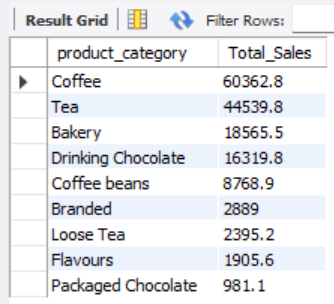 Result Grid Filter Rows:
product_category Total_Sales
Coffee 60362.8
Tea 44539.8
Bakery 18565.5
Drinking Chocolate 16319.8
Coffee beans 8768.9
Branded 2889
Loose Tea 2395.2
Flavours 1905.6
Packaged Chocolate 981.1